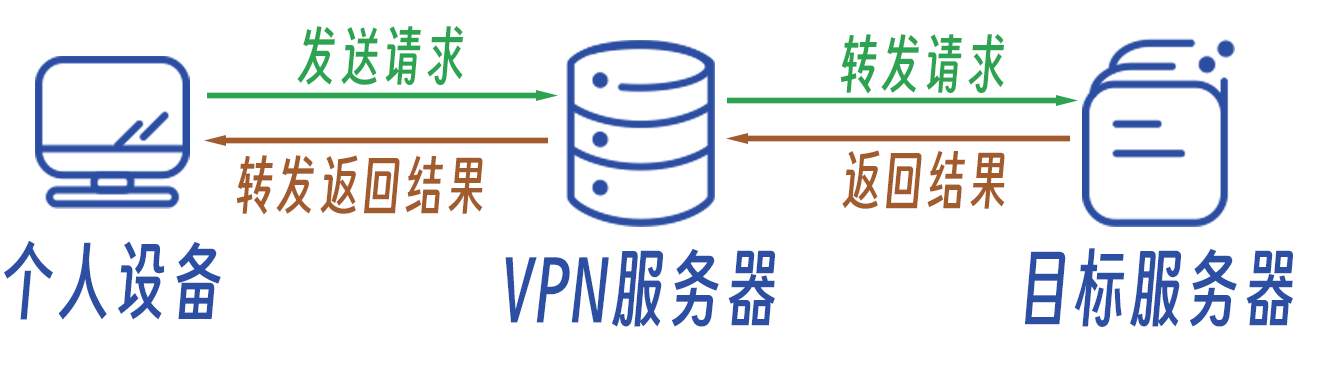 发送请求
转发请求
转发返回结果
返回结果
个人设备
VPN服务器
目标服务器